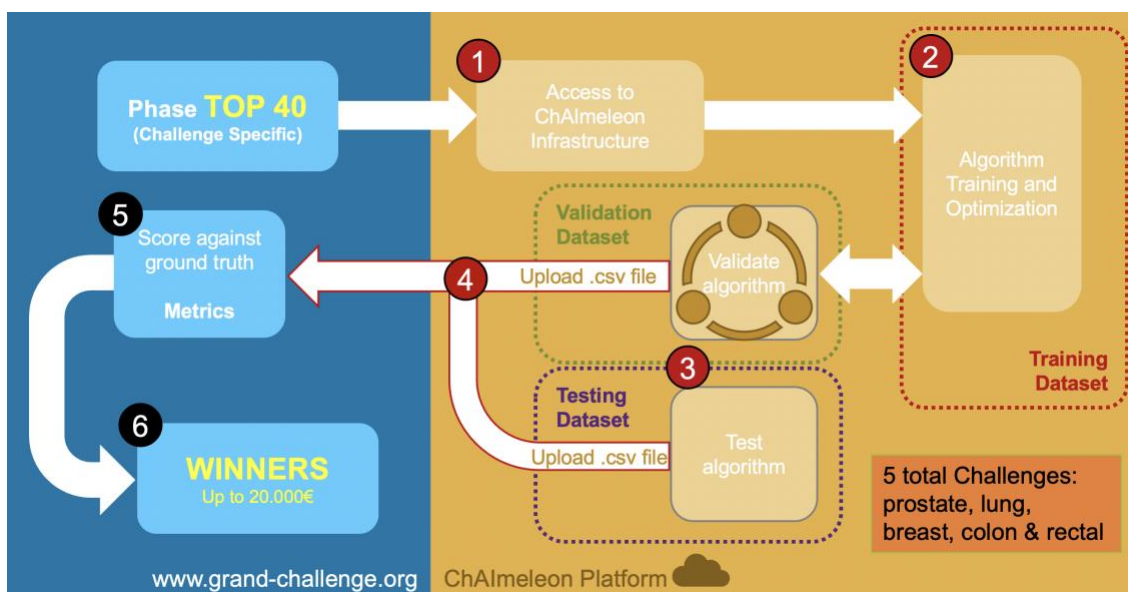 Phase TOP 40
(Challenge Specific)
1
Access to
ChAImeleon
Infrastructure
2
Algorithm
Training and
Optimization
Training
Dataset
Validation
Dataset
Validate
algorithm
Upload .csv file
3
Testing
Dataset
Test
algorithm
Upload .csv file
4
5
Score against
ground truth
Metrics
6
WINNERS
Up to 20.000€
5 total Challenges:
prostate, lung,
breast, colon & rectal
www.grand-challenge.org
ChAImeleon Platform